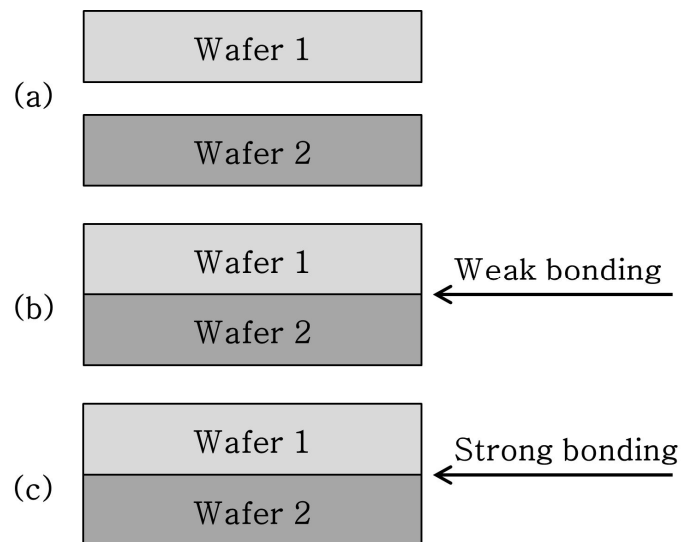 Wafer 1
(a)
Wafer 2
Wafer 1
Weak bonding
(b)
Wafer 2
Wafer 1
Strong bonding
(c)
Wafer 2